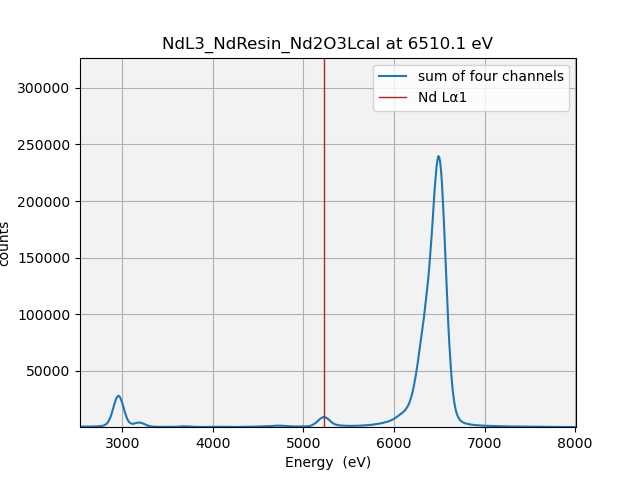 NdL3_NdResin_Nd2O3Lcal at 6510.1 eV
sum of four channels
Nd Lα1
300000
250000
200000
150000
100000
50000
counts
3000 4000 5000 6000 7000 8000
Energy (eV)